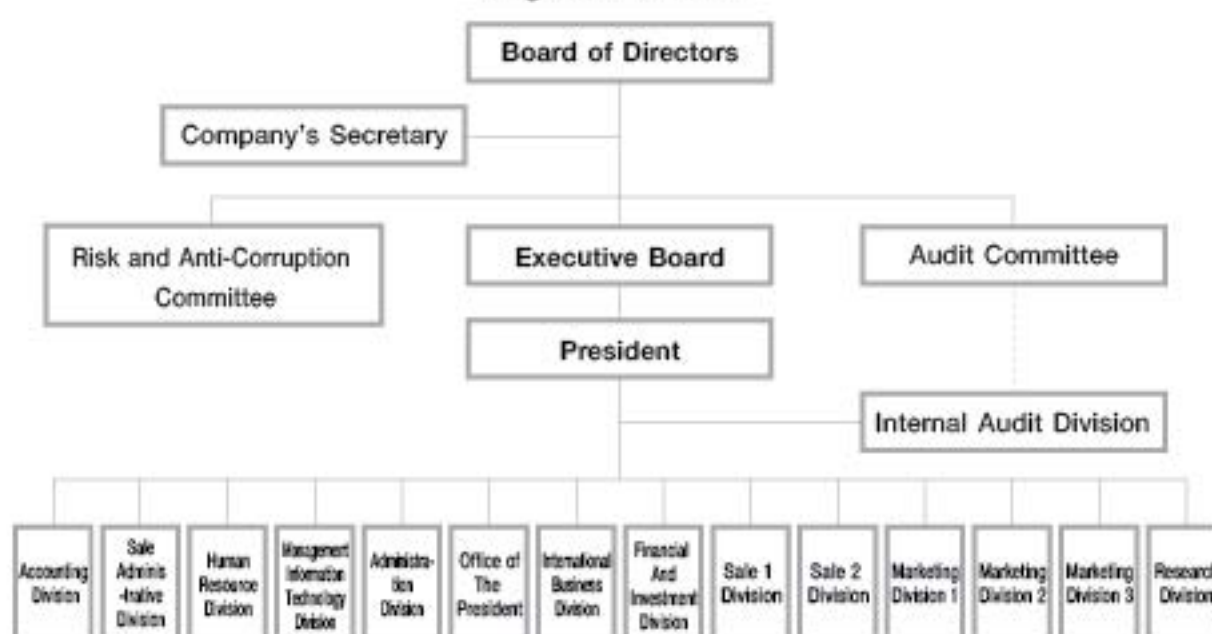 Board of Directors
Company's Secretary
Risk and Anti-Corruption
Committee
Executive Board
Audit Committee
President
Internal Audit Division
Accounting
Division
Sale
Adminis
-trative
Division
Human
Resource
Division
Management
Information
Technology
Division
Administra-
tion
Division
Office of
The
President
International
Business
Division
Financial
And
Investment
Division
Sale 1
Division
Sale 2
Division
Marketing
Division 1
Marketing
Division 2
Marketing
Division 3
Research
Division